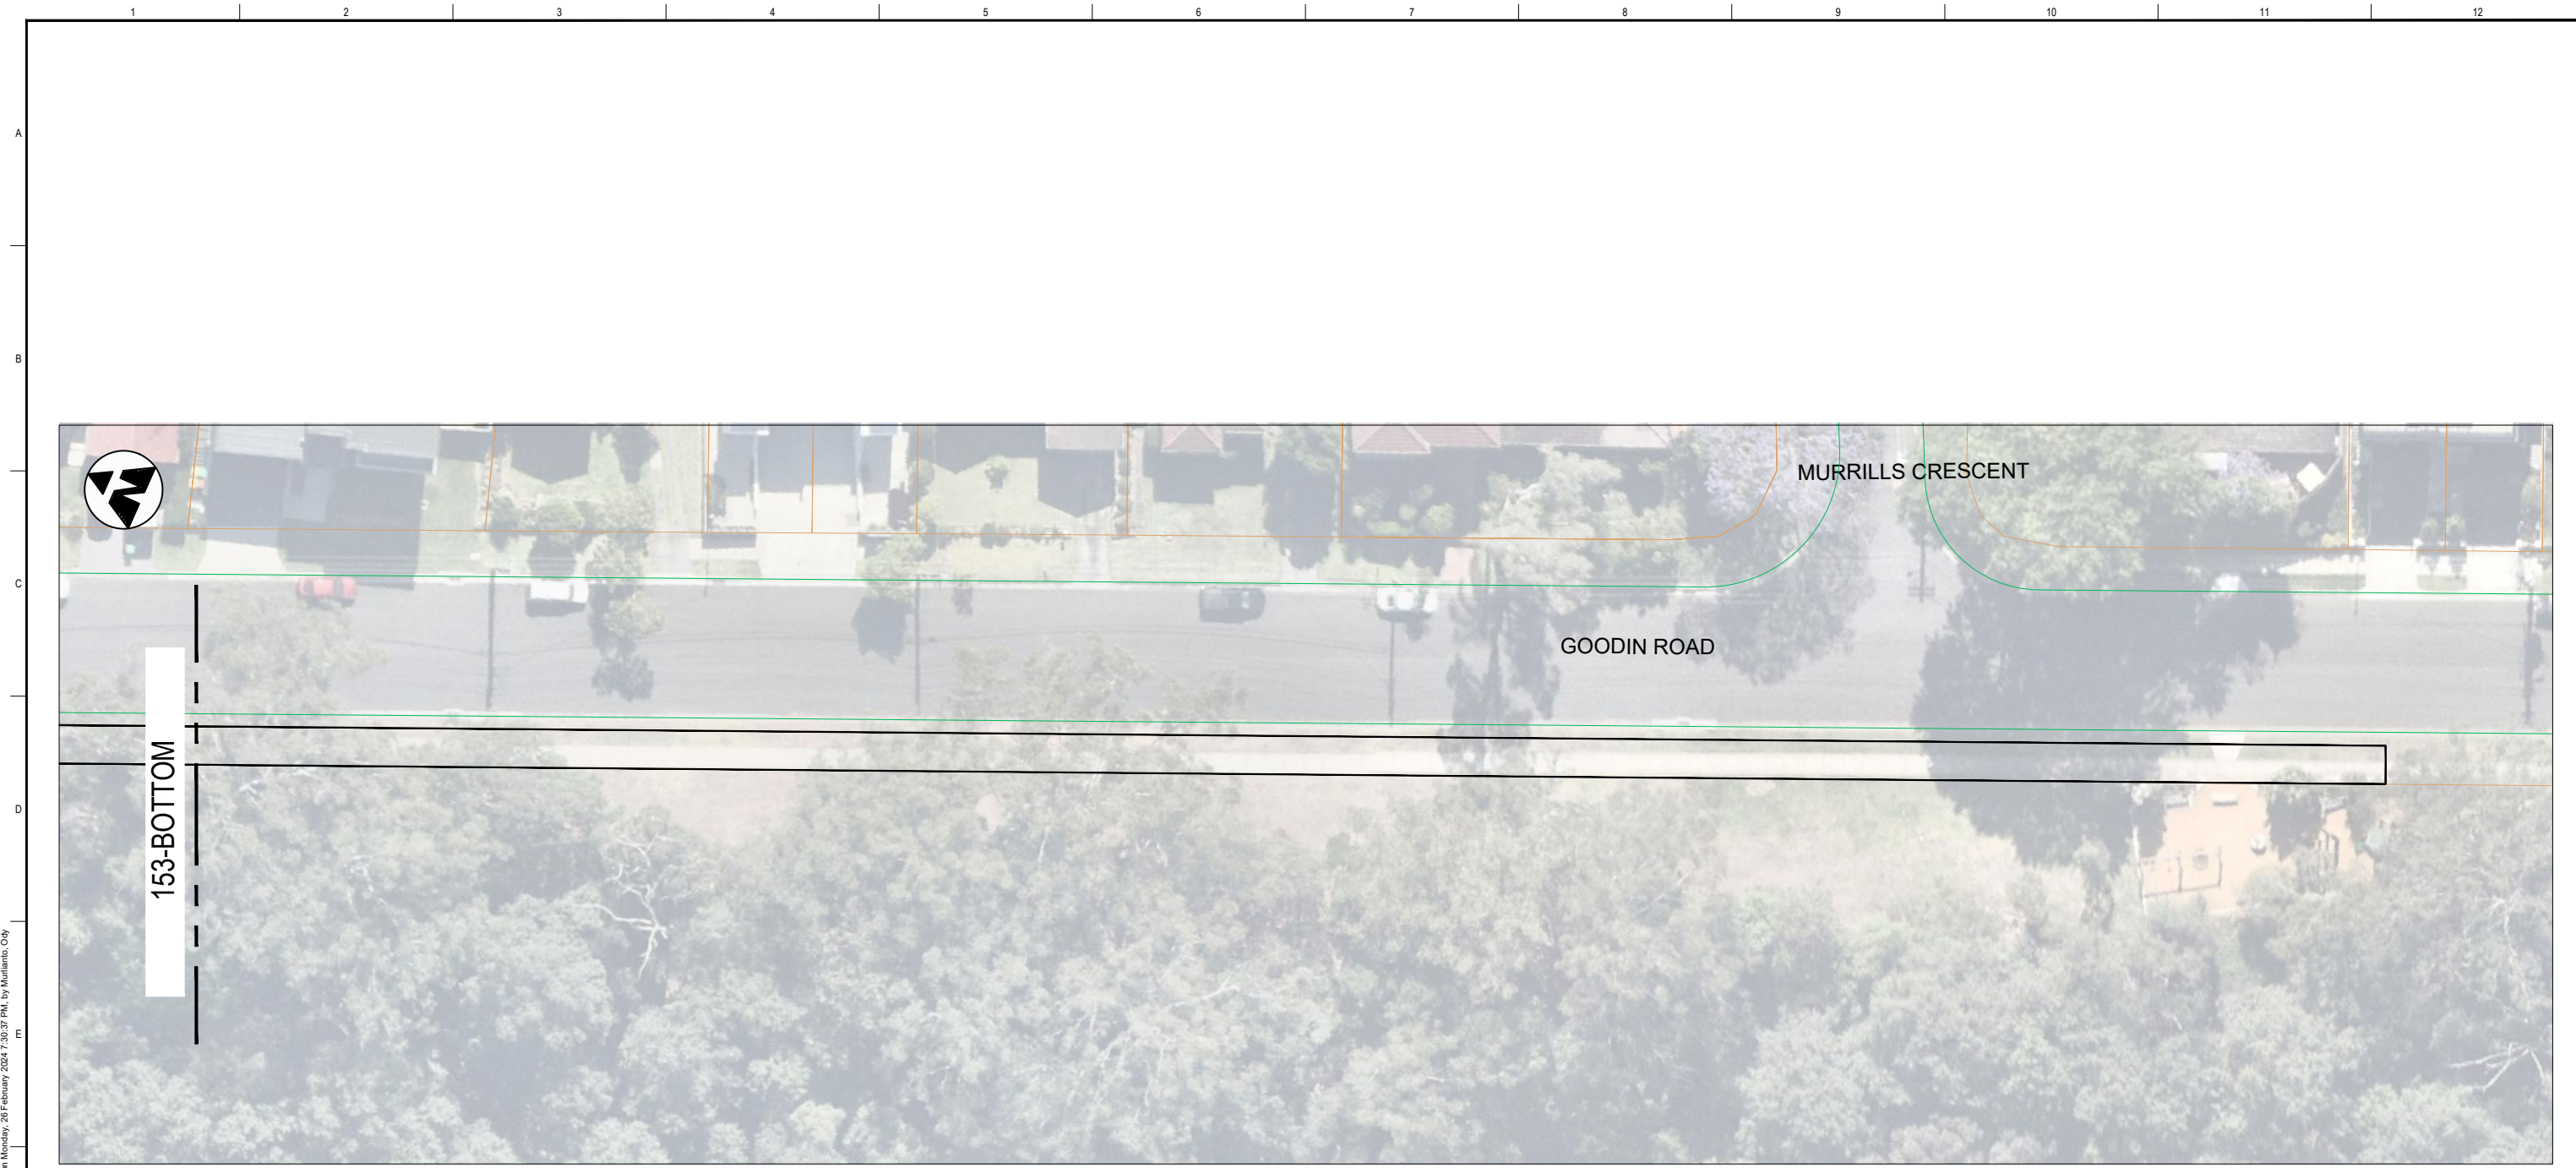 1 2 3 4 5 6 7 8 9 10 11 12
A
B
MURRILLS CRESCENT
C
GOODIN ROAD
153-BOTTOM
D
E
n Monday, 26 February 2024 7:30:37 PM, by Murlianto, Ody